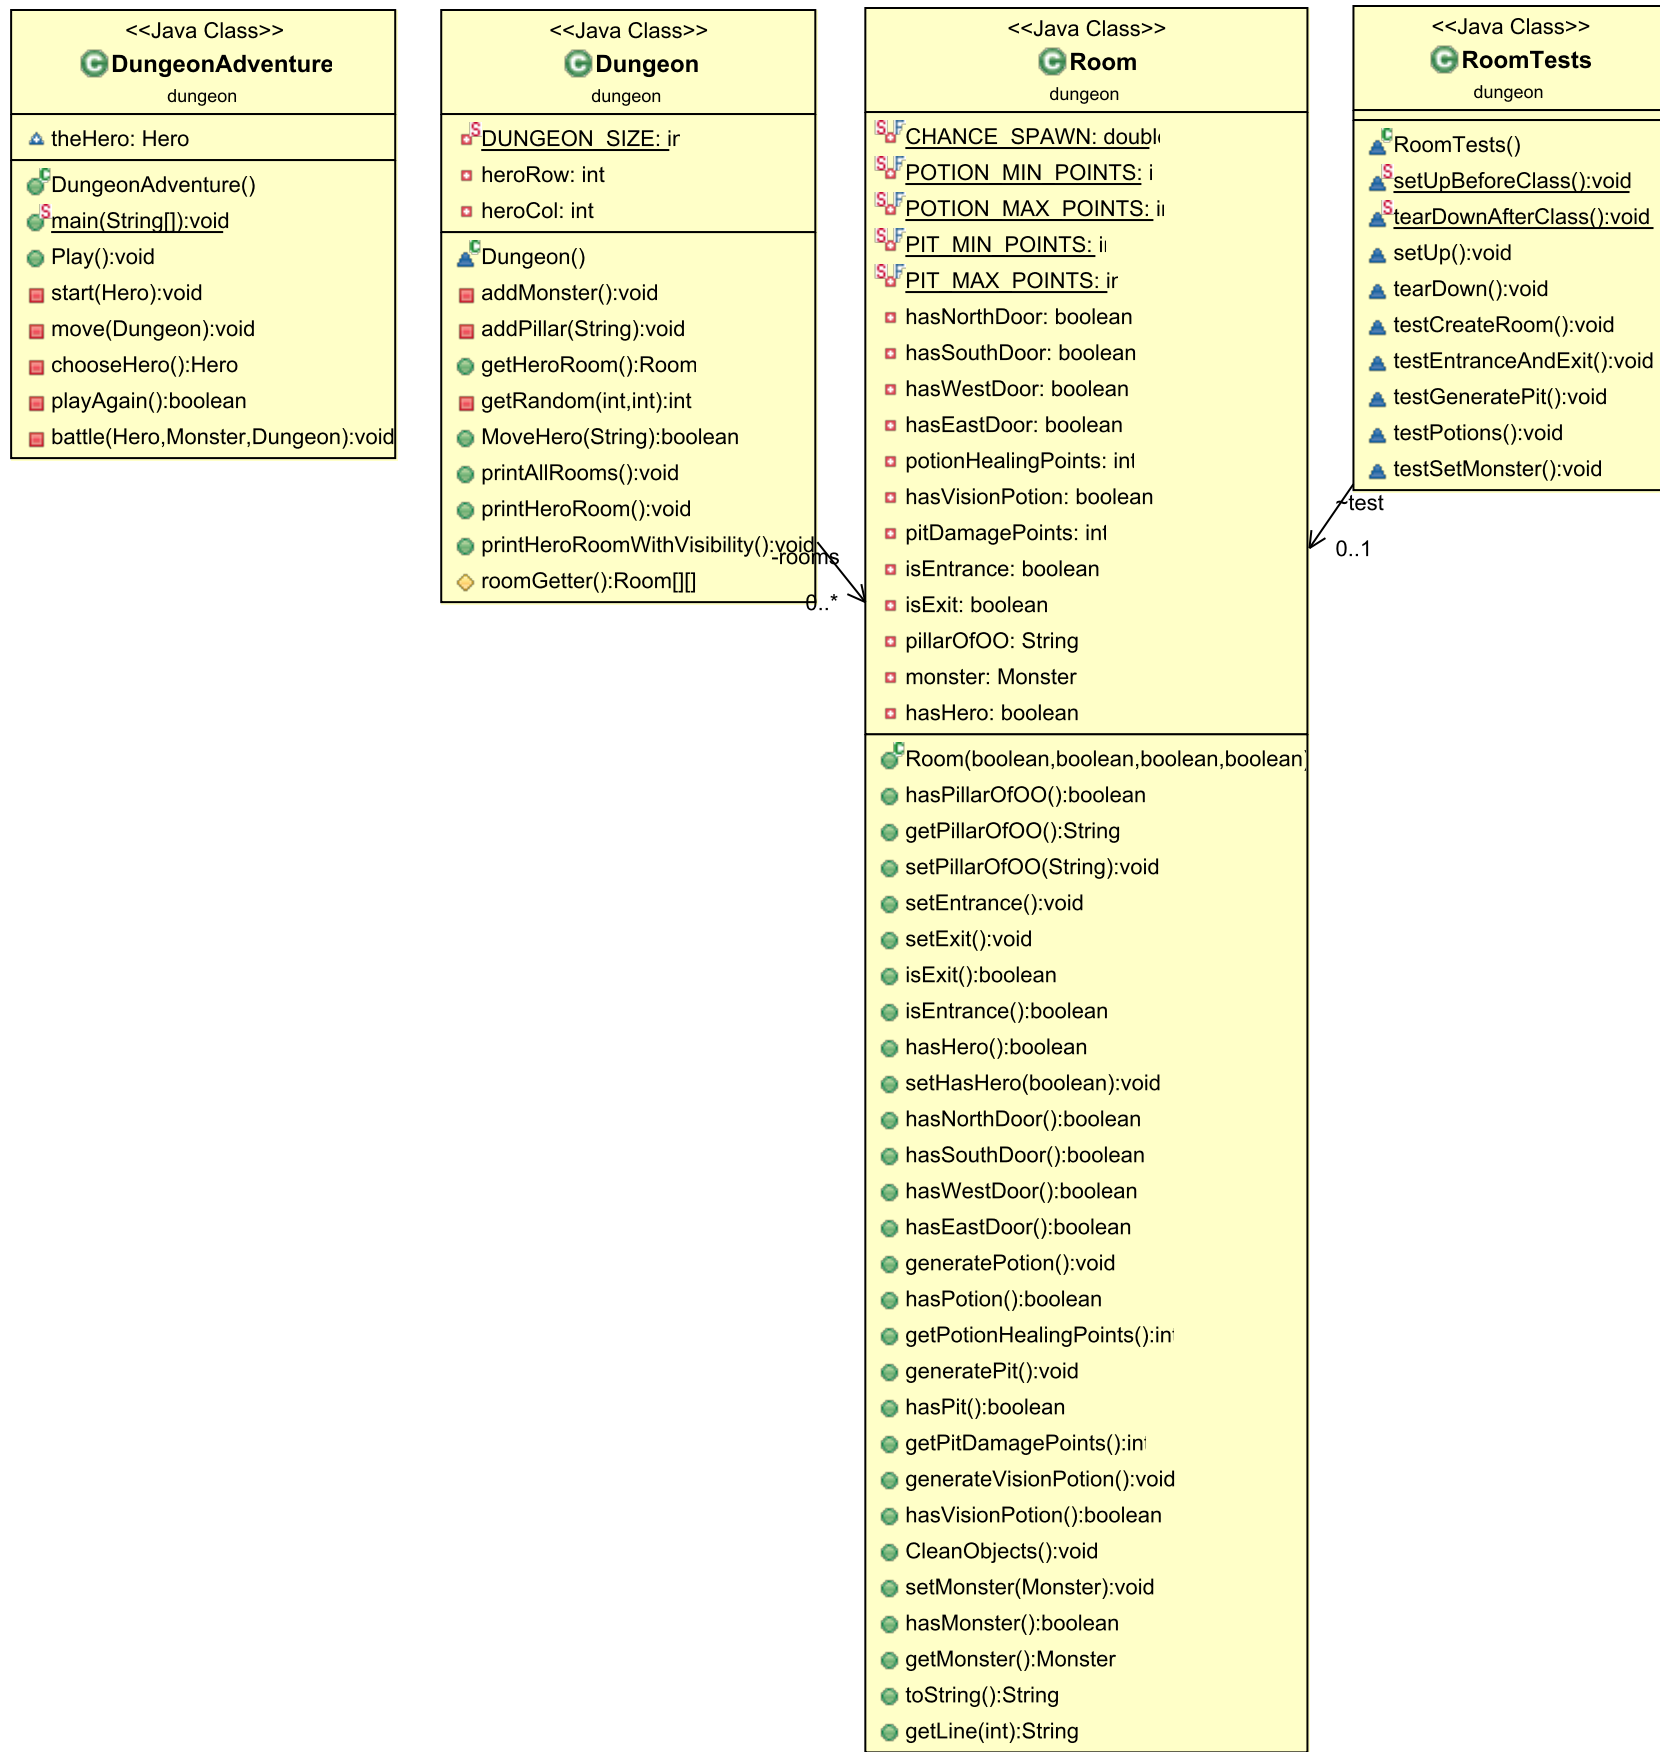 <<Java Class>>
DungeonAdventure
dungeon
theHero: Hero
DungeonAdventure()
main(String[]):void
Play():void
start(Hero):void
move(Dungeon):void
chooseHero():Hero
playAgain():boolean
battle(Hero,Monster,Dungeon):void
<<Java Class>>
Dungeon
dungeon
DUNGEON_SIZE:
heroRow: int
heroCol: int
Dungeon()
addMonster():void
addPillar(String):void
getHeroRoom():Room
getRandom(int,int):int
MoveHero(String):boolean
printAllRooms():void
printHeroRoom():void
printHeroRoomWithVisibility():void
roomGetter():Room[][]
-rooms
0..*
<<Java Class>>
Room
dungeon
CHANCE_SPAWN: double
POTION_MIN_POINTS:
POTION_MAX_POINTS:
PIT_MIN_POINTS:
PIT_MAX_POINTS:
hasNorthDoor: boolean
hasSouthDoor: boolean
hasWestDoor: boolean
hasEastDoor: boolean
potionHealingPoints: int
hasVisionPotion: boolean
pitDamagePoints: int
isEntrance: boolean
isExit: boolean
pillarOfOO: String
monster: Monster
hasHero: boolean
Room(boolean,boolean,boolean,boolean)
hasPillarOfOO():boolean
getPillarOfOO():String
setPillarOfOO(String):void
setEntrance():void
setExit():void
isExit():boolean
isEntrance():boolean
hasHero():boolean
setHasHero(boolean):void
hasNorthDoor():boolean
hasSouthDoor():boolean
hasWestDoor():boolean
hasEastDoor():boolean
generatePotion():void
hasPotion():boolean
getPotionHealingPoints():int
generatePit():void
hasPit():boolean
getPitDamagePoints():int
generateVisionPotion():void
hasVisionPotion():boolean
CleanObjects():void
setMonster(Monster):void
hasMonster():boolean
getMonster():Monster
toString():String
getLine(int):String
<<Java Class>>
RoomTests
dungeon
RoomTests()
setUpBeforeClass():void
tearDownAfterClass():void
setUp():void
tearDown():void
testCreateRoom():void
testEntranceAndExit():void
testGeneratePit():void
testPotions():void
testSetMonster():void
~test
0..1